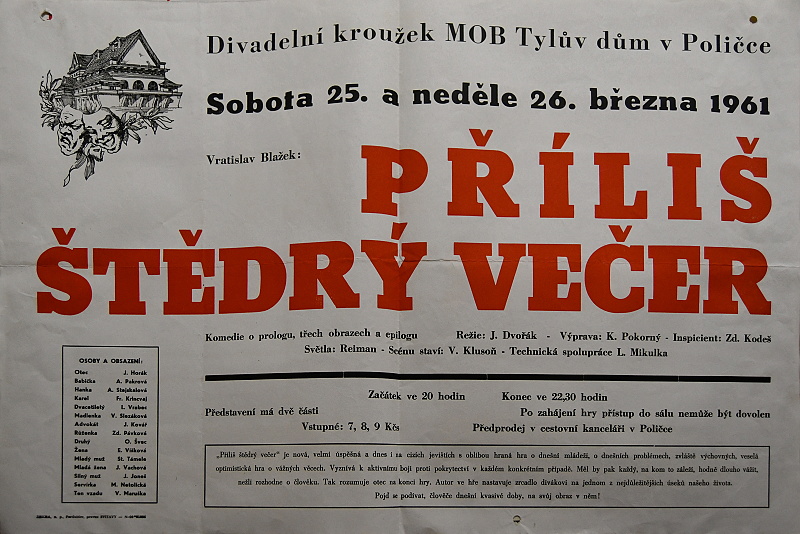 Divadelní kroužek MOB Tylův dům v Poličce
Sobota 25. a neděle 26. března 1961
Vratislav Blažek:
PŘÍLIŠ
ŠTĚDRÝ VEČER
Komedie o prologu, třech obrazech a epilogu Režie: J. Dvořák - Výprava: K. Pokorný - Inspicient: Zd. Kodeš
Světla: Reiman - Scénu staví: V. Klusoň - Technická spolupráce L. Mikulka
OSOBY A OBSAZENÍ:
Otec J. Horák
Babička A. Pakrová
Hanka A. Stejskalová
Karel Fr. Krincvaj
Dvacetiletý L. Vrabec
Madlenka V. Slezáková
Advokát J. Kovář
Růženka Zd. Pávková
Druhý O. Švec
Žena E. Válková
Mladý muž St. Támele
Mladá žena J. Vachová
Silný muž J. Joneš
Servírka M. Netolická
Ten vzadu V. Maruška
Začátek ve 20 hodin Konec ve 22,30 hodin
Představení má dvě části Po zahájení hry přístup do sálu nemůže být dovolen
Vstupné: 7, 8, 9 Kčs Předprodej v cestovní kanceláři v Poličce
„Příliš štědrý večer" je nová, velmi úspěšná a dnes i na cizích jevištích s oblibou hraná hra o dnešní mládeži, o dnešních problémech, zvláště výchovných, veselá
optimistická hra o vážných věcech. Vyznívá k aktivnímu boji proti pokrytectví v každém konkrétním případě. Měl by pak každý, na kom to záleží, hodně dlouho vážit,
nežli rozhodne o člověku. Tak rozumuje otec na konci hry. Autor ve hře nastavuje zrcadlo divákovi na jednom z nejdůležitějších úseků našeho života.
Pojď se podívat, člověče dnešní kvasivé doby, na svůj obraz v něm!